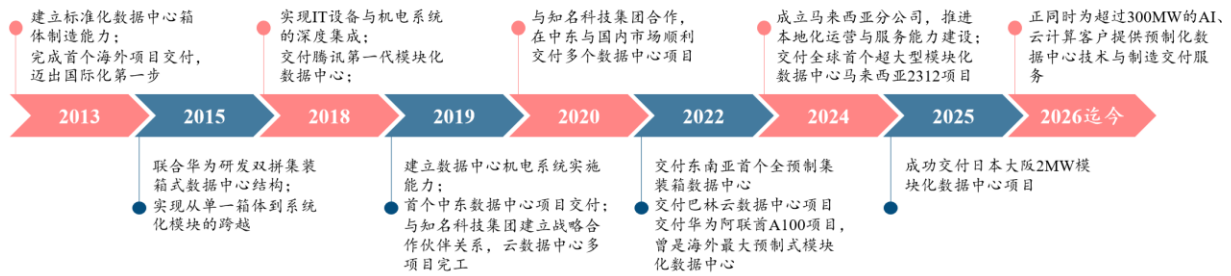 建立标准化数据中心箱
体制造能力；
完成首个海外项目交付，
迈出国际化第一步
实现IT设备与机电系统
的深度集成；
交付腾讯第一代模块化
数据中心；
与知名科技集团合作，
在中东与国内市场顺利
交付多个数据中心项目
成立马来西亚分公司，推进
本地化运营与服务能力建设；
交付全球首个超大型模块化
数据中心马来西亚2312项目
正同时为超过300MW的AI、
云计算客户提供预制化数
据中心技术与制造交付服
务
2013
2015
2018
2019
2020
2022
2024
2025
2026迄今
联合华为研发双拼集装
箱式数据中心结构；
实现从单一箱体到系统
化模块的跨越
建立数据中心机电系统实施
能力；
首个中东数据中心项目交付；
与知名科技集团建立战略合
作伙伴关系，云数据中心多
项目完工
交付东南亚首个全预制集
装箱数据中心
交付巴林云数据中心项目
交付华为阿联首A100项目，
曾是海外最大预制式模块
化数据中心
成功交付日本大阪2MW模
块化数据中心项目